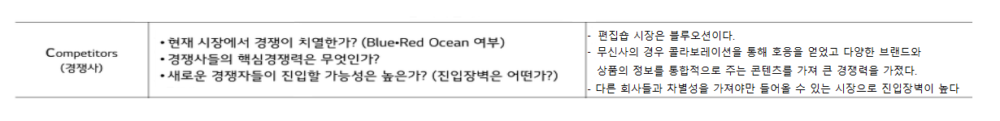 Competitors
(경쟁사)
•현재 시장에서 경쟁이 치열한가? (Blue•Red Ocean 여부)
•경쟁사들의 핵심경쟁력은 무엇인가?
•새로운 경쟁자들이 진입할 가능성은 높은가? (진입장벽은 어떤가?)
- 편집숍 시장은 블루오션이다.
- 무신사의 경우 콜라보레이션을 통해 호응을 얻었고 다양한 브랜드와
상품의 정보를 통합적으로 주는 콘텐츠를 가져 큰 경쟁력을 가졌다.
- 다른 회사들과 차별성을 가져야만 들어올 수 있는 시장으로 진입장벽이 높다